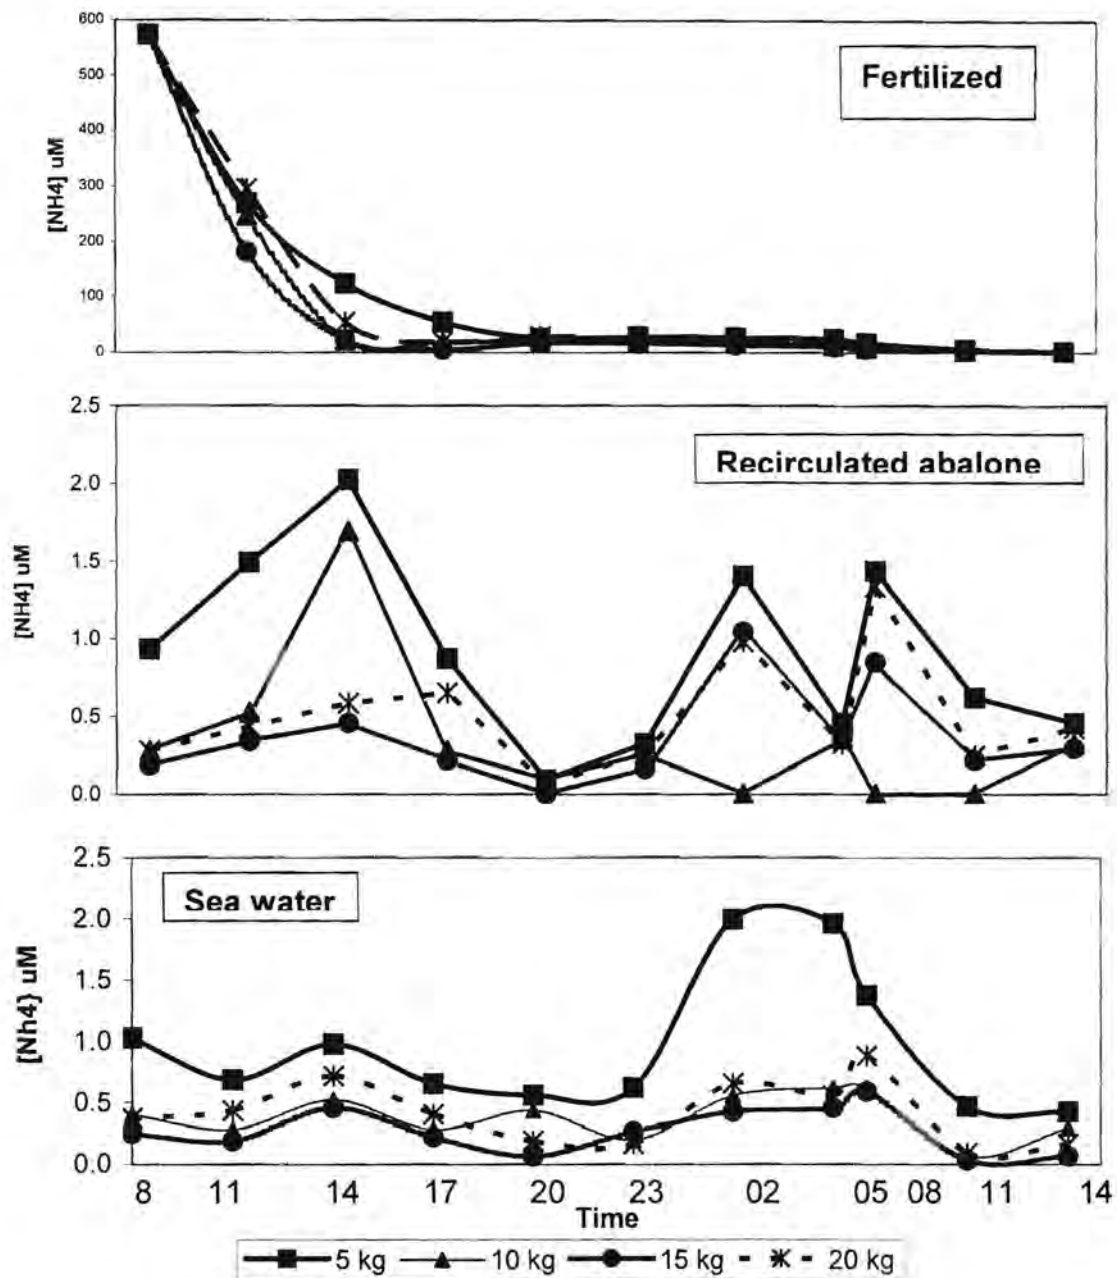 600
500
400
300
200
100
0
[NH4] uM
Fertilized
2.5
2.0
1.5
1.0
0.5
0.0
[NH4] uM
Recirculated abalone
2.5
2.0
1.5
1.0
0.5
0.0
[Nh4} uM
Sea water
8 11 14 17 20 23 02 05 08 11 14
Time
5 kg 10 kg 15 kg 20 kg